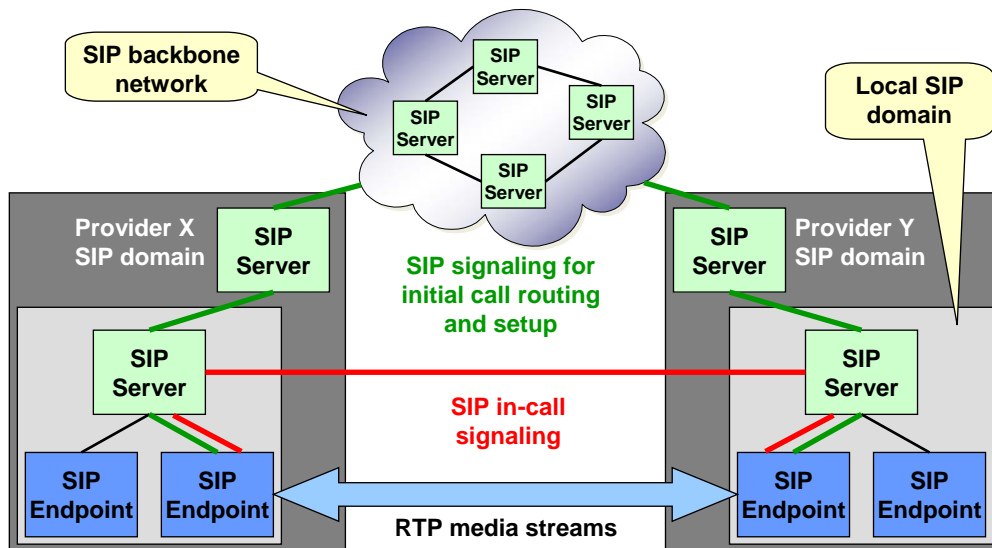 SIP backbone
network
SIP
Server
SIP
Server
SIP
Server
SIP
Server
Local SIP
domain
Provider X
SIP domain
SIP
Server
SIP signaling for
initial call routing
and setup
SIP
Server
Provider Y
SIP domain
SIP
Server
SIP in-call
signaling
SIP
Server
SIP
Endpoint
SIP
Endpoint
RTP media streams
SIP
Endpoint
SIP
Endpoint